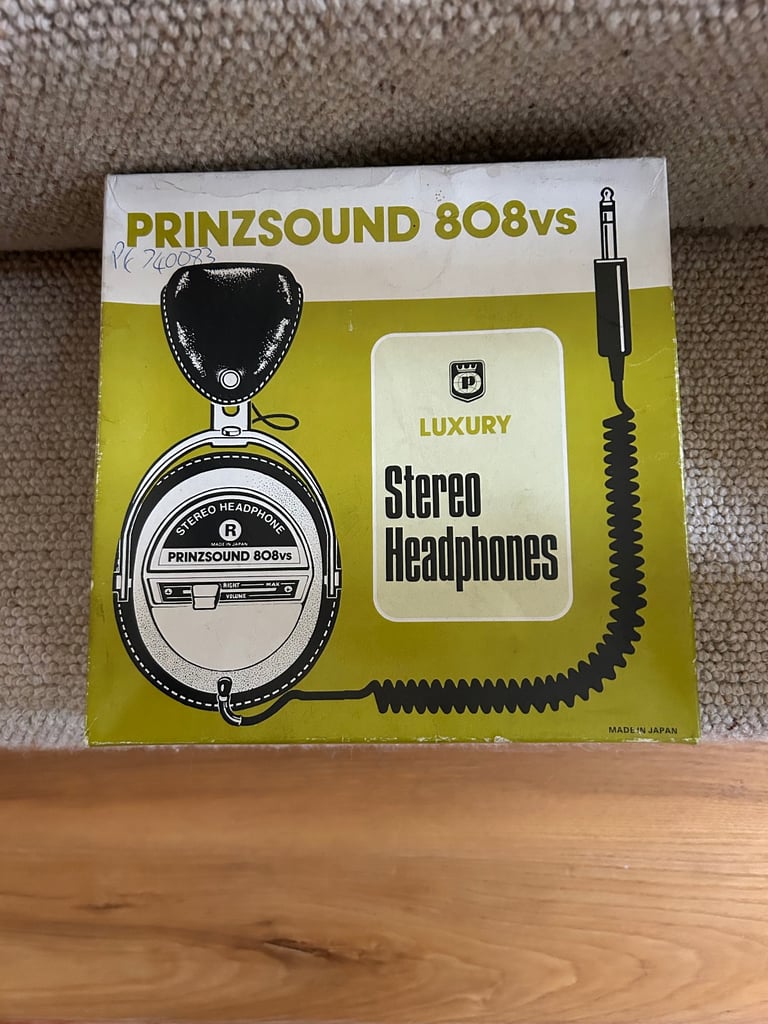 PRINZSOUND 808vs
PE 740083
P
LUXURY
Stereo
Headphones
STEREO HEADPHONE
R
MADE IN JAPAN
PRINZSOUND 808vs
RIGHT MAX
VOLUME
MADE IN JAPAN